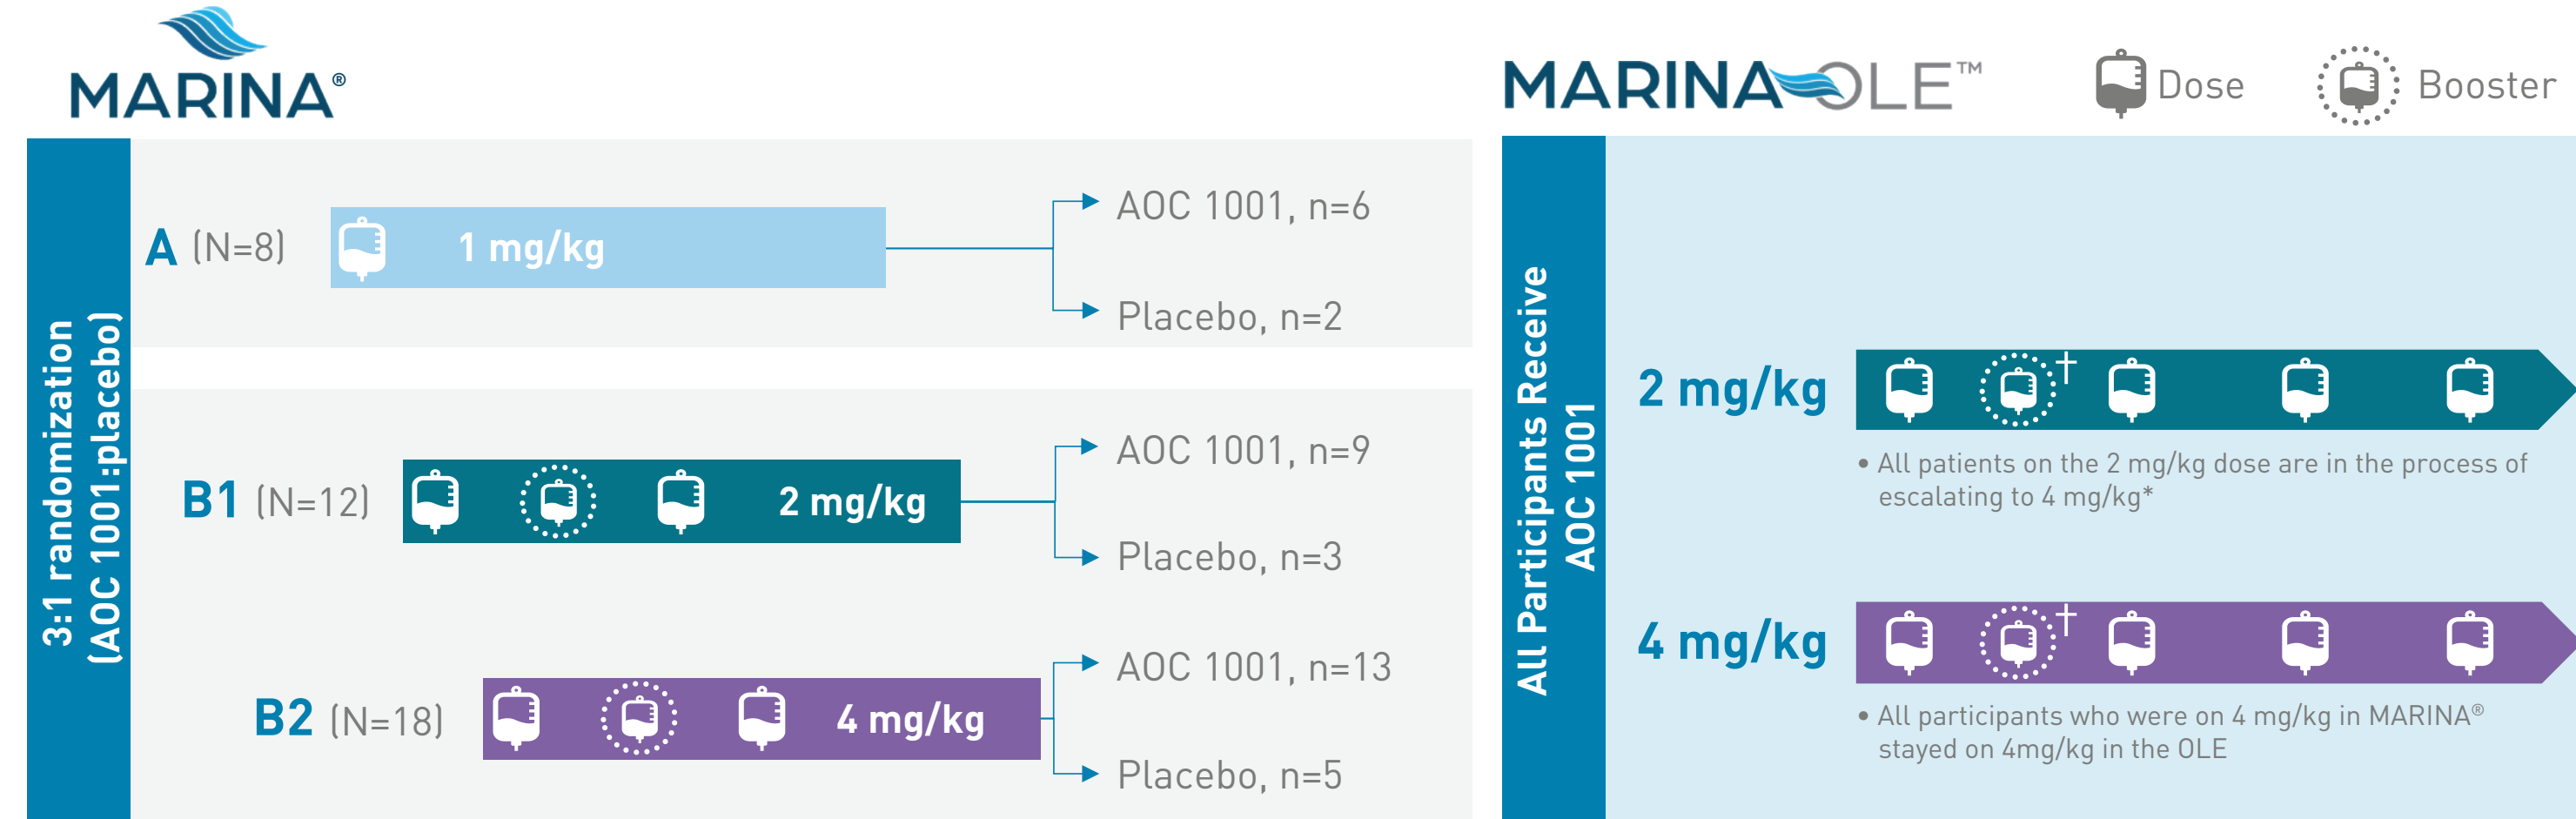 MARINA®
3:1 randomization
(AOC 1001:placebo)
A (N=8)
1 mg/kg
AOC 1001, n=6
Placebo, n=2
B1 (N=12)
2 mg/kg
AOC 1001, n=9
Placebo, n=3
B2 (N=18)
4 mg/kg
AOC 1001, n=13
Placebo, n=5
MARINA OLE™
Dose
Booster
All Participants Receive
AOC 1001
2 mg/kg
†
• All patients on the 2 mg/kg dose are in the process of
escalating to 4 mg/kg*
4 mg/kg
†
• All participants who were on 4 mg/kg in MARINA®
stayed on 4mg/kg in the OLE